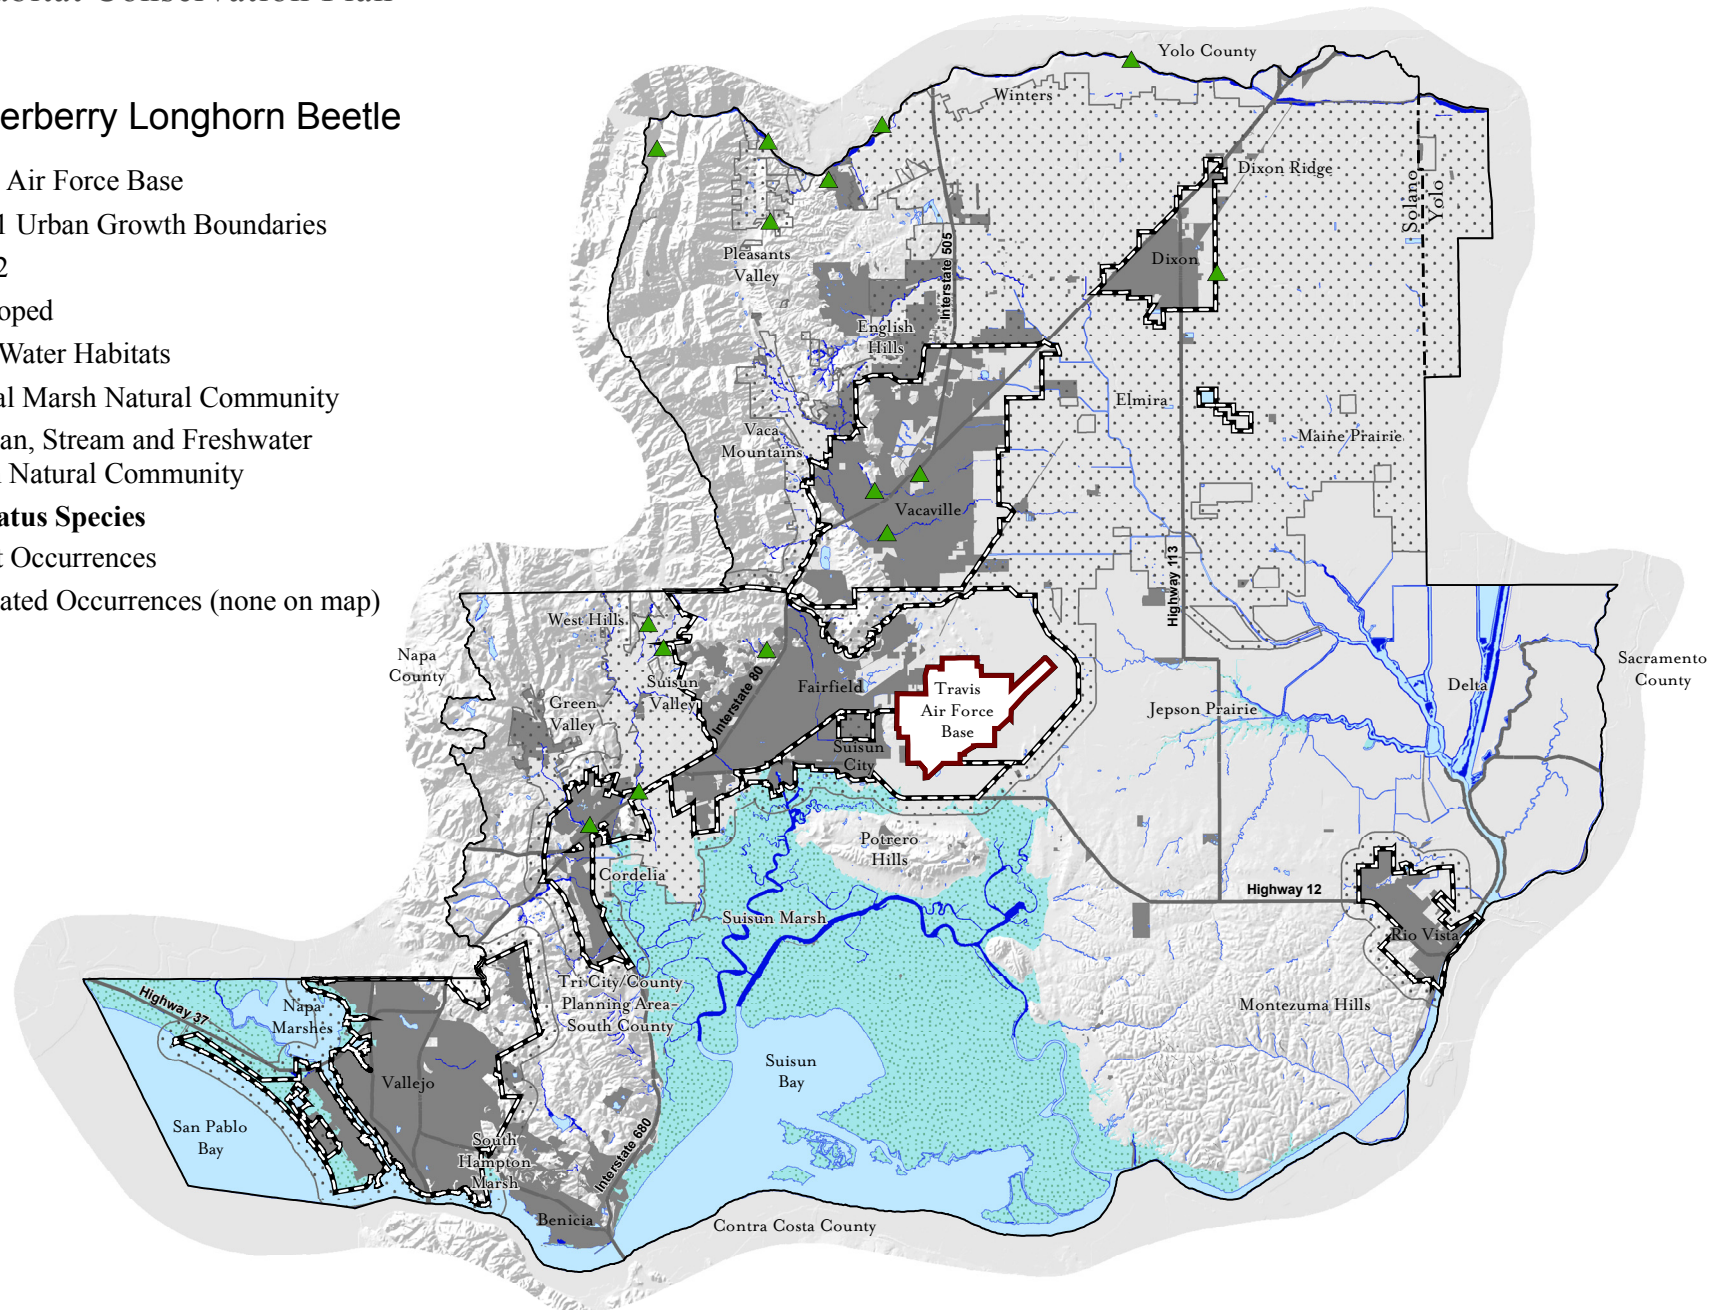 Habitat Conservation Plan
erberry Longhorn Beetle
Air Force Base
1 Urban Growth Boundaries
2
oped
Water Habitats
al Marsh Natural Community
an, Stream and Freshwater
Natural Community
atus Species
t Occurrences
ated Occurrences (none on map)
Yolo County
Winters
Dixon Ridge
Solano
Yolo
Pleasants
Valley
Interstate 505
Dixon
English
Hills
Elmira
Maine Prairie
Vaca
Mountains
Vacaville
Highway 113
West Hills
Napa
County
Suisun
Valley
Interstate 80
Fairfield
Travis
Air Force
Base
Sacramento
County
Delta
Green
Valley
Jepson Prairie
Suisun
City
Potrero
Hills
Cordelia
Highway 12
Suisun Marsh
Rio Vista
Tri City/County
Planning Area-
South County
Highway 37
Napa
Marshes
Montezuma Hills
Suisun
Bay
Vallejo
San Pablo
Bay
South
Hampton
Marsh
Interstate 680
Benicia
Contra Costa County